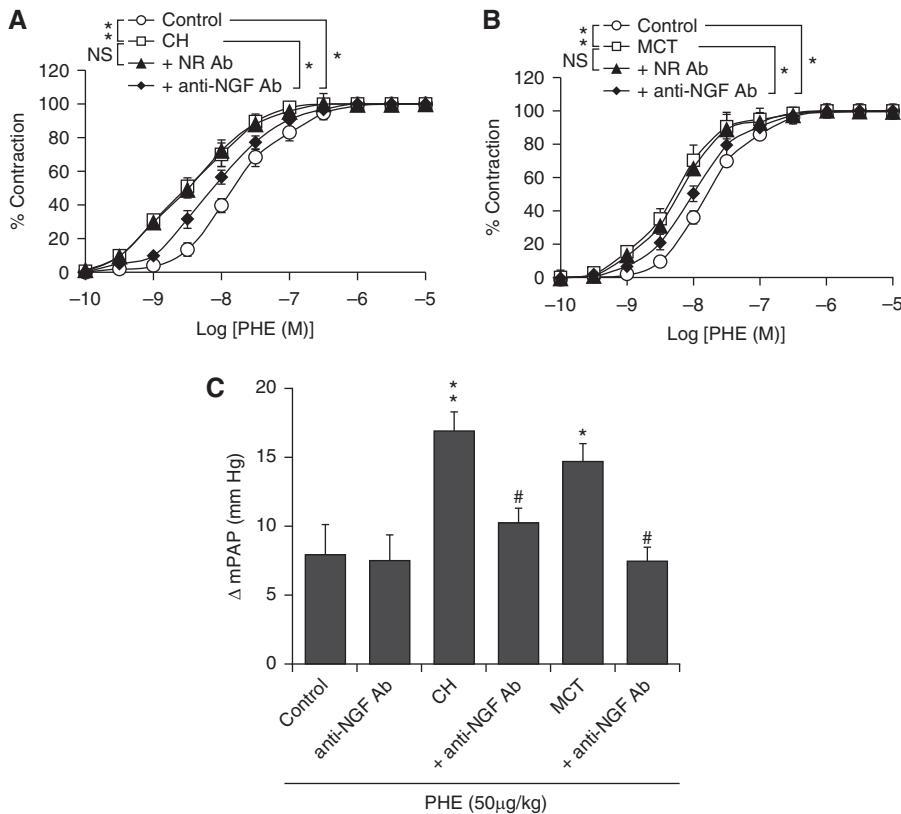 A
* * Control
CH
NS + NR Ab
+ anti-NGF Ab
* *
% Contraction
120
100
80
60
40
20
0
–10 –9 –8 –7 –6 –5
Log [PHE (M)]
B
* * Control
MCT
NS + NR Ab
+ anti-NGF Ab
* *
% Contraction
120
100
80
60
40
20
0
–10 –9 –8 –7 –6 –5
Log [PHE (M)]
C
Δ mPAP (mm Hg)
20
15
10
5
0
* *
#
*
#
Control anti-NGF Ab CH + anti-NGF Ab MCT + anti-NGF Ab
PHE (50μg/kg)